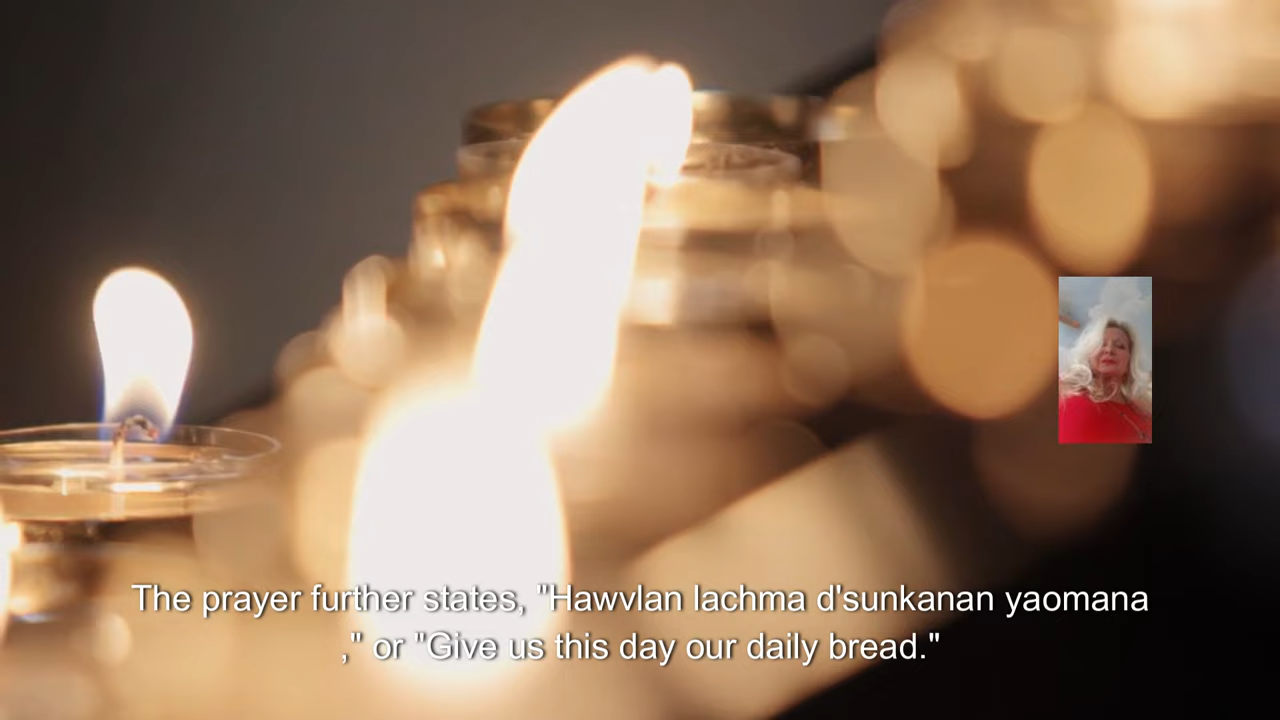 The prayer further states, "Hawvlan lachma d'sunkanan yaomana
," or "Give us this day our daily bread."